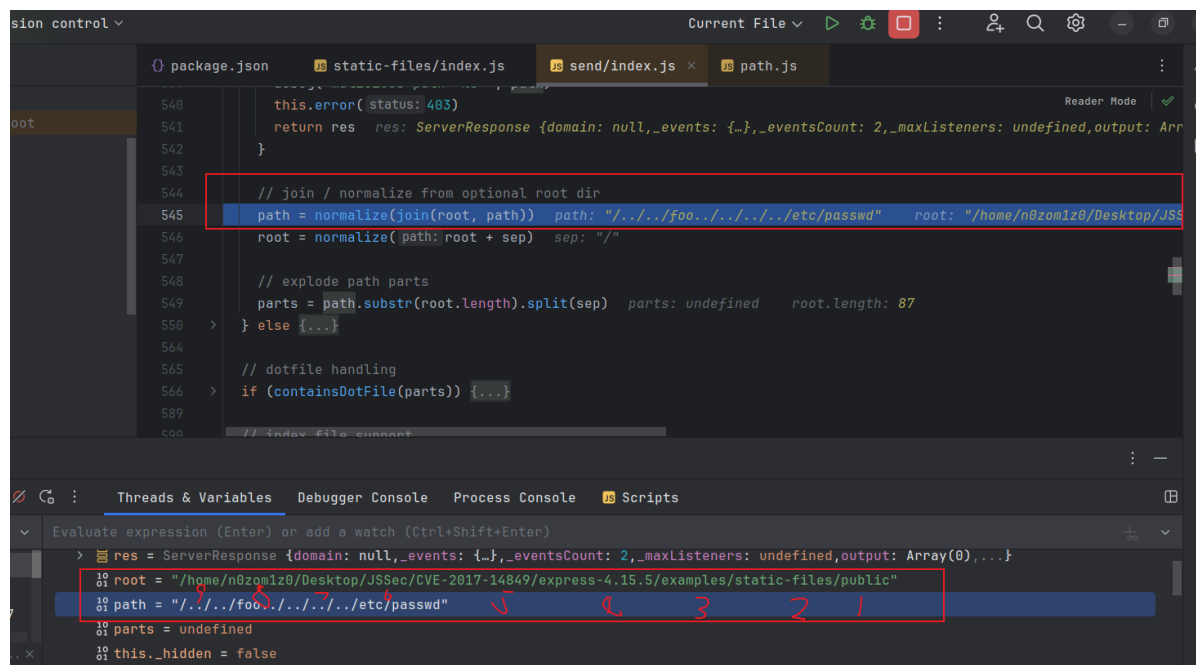 sion control
Current File
package.json
static-files/index.js
send/index.js
path.js
540 this.error( status: 403)
Reader Mode
oot
541 return res res: ServerResponse {domain: null,_events: {…},_eventsCount: 2,_maxListeners: undefined,output: Arr
542 }
543
544 // join / normalize from optional root dir
545 path = normalize(join(root, path)) path: "/../../foo../../../../etc/passwd" root: "/home/n0zom1z0/Desktop/JSS
546 root = normalize( path: root + sep) sep: "/"
547
548 // explode path parts
549 parts = path.substr(root.length).split(sep) parts: undefined root.length: 87
550 } else {...}
564
565 // dotfile handling
566 if (containsDotFile(parts)) {...}
589
590 // index file support
Threads & Variables Debugger Console Process Console Scripts
Evaluate expression (Enter) or add a watch (Ctrl+Shift+Enter)
res = ServerResponse {domain: null,_events: {…},_eventsCount: 2,_maxListeners: undefined,output: Array(0),...}
root = "/home/n0zom1z0/Desktop/JSSec/CVE-2017-14849/express-4.15.5/examples/static-files/public"
path = "/../../foo../../../../etc/passwd"
9 8 7 6 5 4 3 2 1
parts = undefined
this._hidden = false